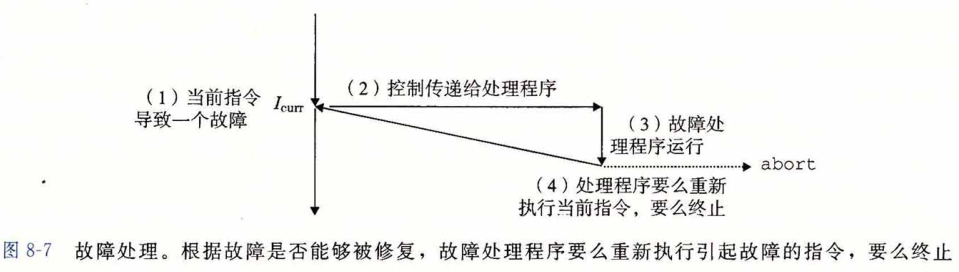 (2)控制传递给处理程序
(1)当前指令
导致一个故障
Icurr
(3)故障处
理程序运行
abort
(4)处理程序要么重新
执行当前指令,要么终止
图 8-7 故障处理。根据故障是否能够被修复,故障处理程序要么重新执行引起故障的指令,要么终止